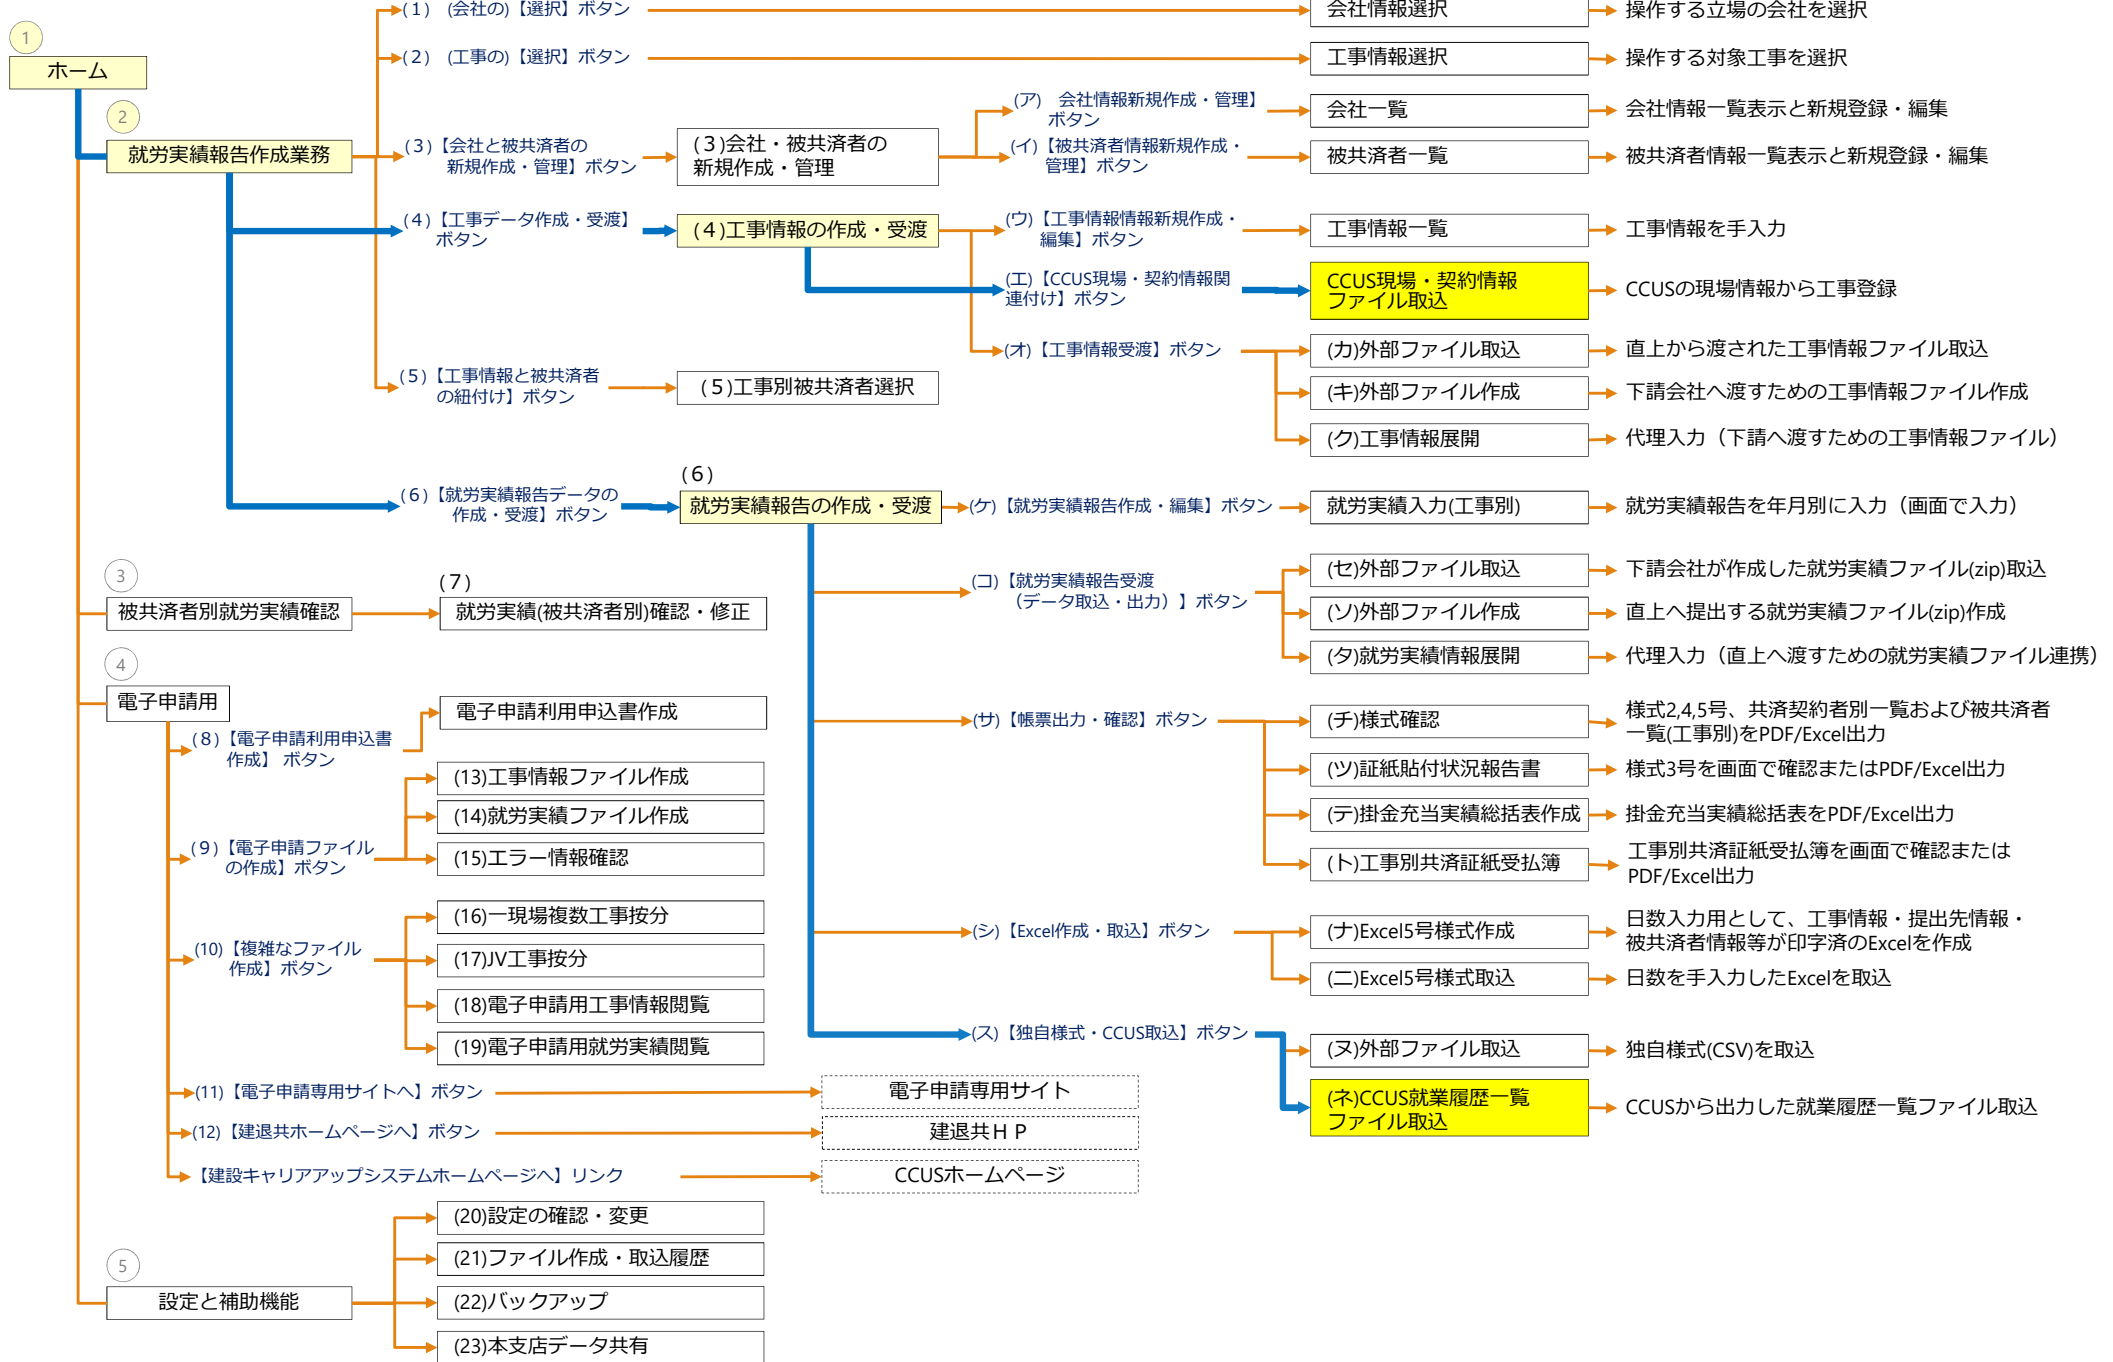 (1)　(会社の)【選択】ボタン
会社情報選択
操作する立場の会社を選択
①
ホーム
(2)　(工事の)【選択】ボタン
工事情報選択
操作する対象工事を選択
②
就労実績報告作成業務
(3)【会社と被共済者の
新規作成・管理】ボタン
(3)会社・被共済者の
新規作成・管理
(ア)　会社情報新規作成・管理】
ボタン
会社一覧
会社情報一覧表示と新規登録・編集
(イ)【被共済者情報新規作成・
管理】ボタン
被共済者一覧
被共済者情報一覧表示と新規登録・編集
(4)【工事データ作成・受渡】
ボタン
(4)工事情報の作成・受渡
(ウ)【工事情報情報新規作成・
編集】ボタン
工事情報一覧
工事情報を手入力
(エ)【CCUS現場・契約情報関
連付け】ボタン
CCUS現場・契約情報
ファイル取込
CCUSの現場情報から工事登録
(オ)【工事情報受渡】ボタン
(カ)外部ファイル取込
直上から渡された工事情報ファイル取込
(キ)外部ファイル作成
下請会社へ渡すための工事情報ファイル作成
(ク)工事情報展開
代理入力（下請へ渡すための工事情報ファイル）
(5)【工事情報と被共済者
の紐付け】ボタン
(5)工事別被共済者選択
(6)【就労実績報告データの
作成・受渡】ボタン
(6)
就労実績報告の作成・受渡
(ケ)【就労実績報告作成・編集】ボタン
就労実績入力(工事別)
就労実績報告を年月別に入力（画面で入力）
(コ)【就労実績報告受渡
（データ取込・出力）】ボタン
(セ)外部ファイル取込
下請会社が作成した就労実績ファイル(zip)取込
(ソ)外部ファイル作成
直上へ提出する就労実績ファイル(zip)作成
(タ)就労実績情報展開
代理入力（直上へ渡すための就労実績ファイル連携）
③
被共済者別就労実績確認
(7)
就労実績(被共済者別)確認・修正
④
電子申請用
(8)【電子申請利用申込書
作成】 ボタン
電子申請利用申込書作成
(サ)【帳票出力・確認】ボタン
(チ)様式確認
様式2,4,5号、共済契約者別一覧および被共済者
一覧(工事別)をPDF/Excel出力
(ツ)証紙貼付状況報告書
様式3号を画面で確認またはPDF/Excel出力
(テ)掛金充当実績総括表作成
掛金充当実績総括表をPDF/Excel出力
(ト)工事別共済証紙受払簿
工事別共済証紙受払簿を画面で確認または
PDF/Excel出力
(9)【電子申請ファイル
の作成】ボタン
(13)工事情報ファイル作成
(14)就労実績ファイル作成
(15)エラー情報確認
(10)【複雑なファイル
作成】ボタン
(16)一現場複数工事按分
(17)JV工事按分
(18)電子申請用工事情報閲覧
(19)電子申請用就労実績閲覧
(シ)【Excel作成・取込】ボタン
(ナ)Excel5号様式作成
日数入力用として、工事情報・提出先情報・
被共済者情報等が印字済のExcelを作成
(ニ)Excel5号様式取込
日数を手入力したExcelを取込
(ス)【独自様式・CCUS取込】ボタン
(ヌ)外部ファイル取込
独自様式(CSV)を取込
(ネ)CCUS就業履歴一覧
ファイル取込
CCUSから出力した就業履歴一覧ファイル取込
(11)【電子申請専用サイトへ】ボタン
電子申請専用サイト
(12)【建退共ホームページへ】ボタン
建退共ＨＰ
【建設キャリアアップシステムホームページへ】リンク
CCUSホームページ
⑤
設定と補助機能
(20)設定の確認・変更
(21)ファイル作成・取込履歴
(22)バックアップ
(23)本支店データ共有